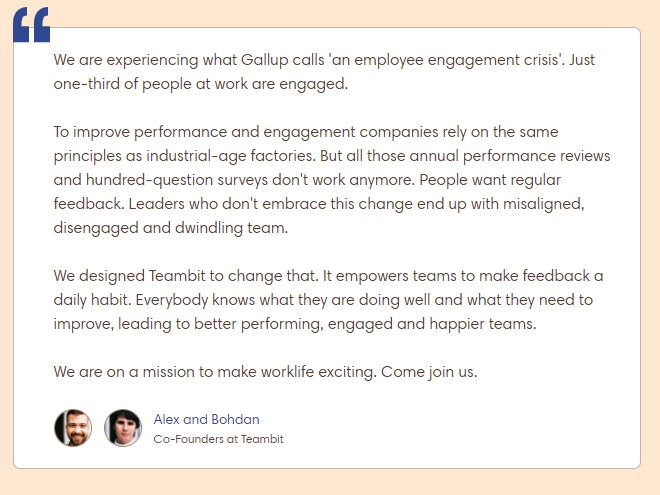 We are experiencing what Gallup calls 'an employee engagement crisis'. Just
one-third of people at work are engaged.
To improve performance and engagement companies rely on the same
principles as industrial-age factories. But all those annual performance reviews
and hundred-question surveys don't work anymore. People want regular
feedback. Leaders who don't embrace this change end up with misaligned,
disengaged and dwindling team.
We designed Teambit to change that. It empowers teams to make feedback a
daily habit. Everybody knows what they are doing well and what they need to
improve, leading to better performing, engaged and happier teams.
We are on a mission to make worklife exciting. Come join us.
Alex and Bohdan
Co-Founders at Teambit